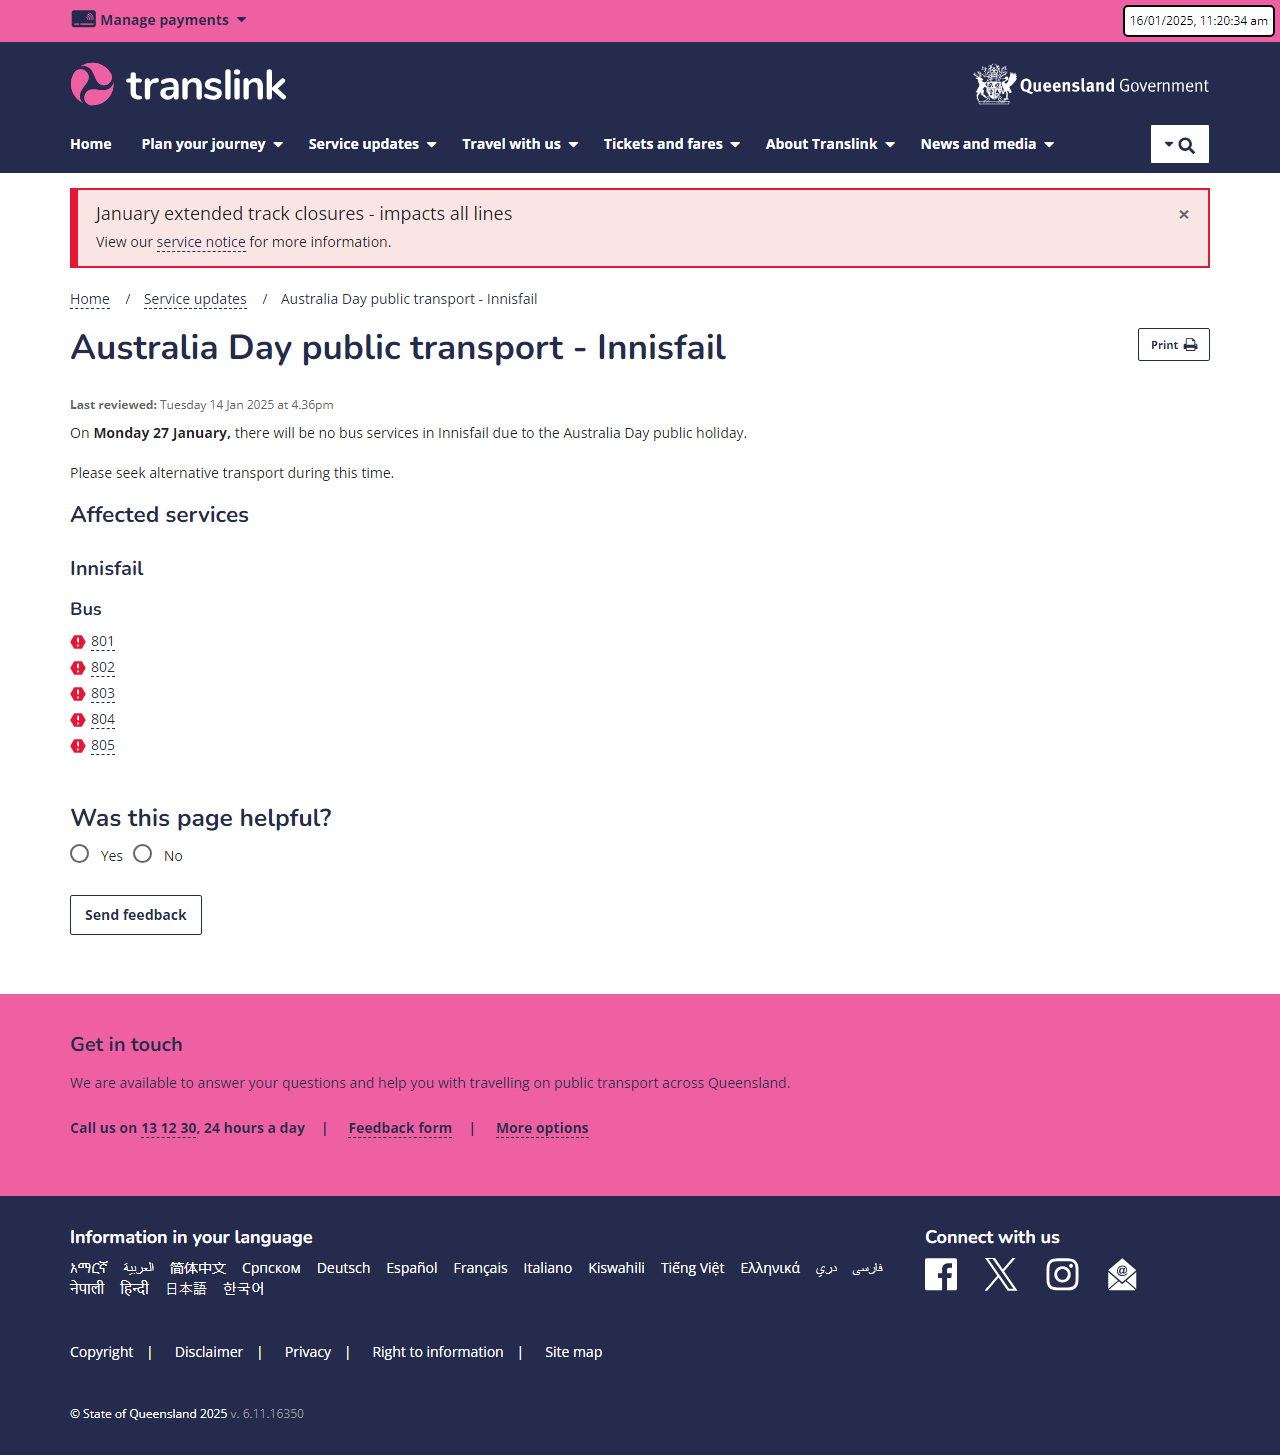 Manage payments
16/01/2025, 11:20:34 am
translink
Queensland Government
Home Plan your journey Service updates Travel with us Tickets and fares About Translink News and media
January extended track closures - impacts all lines ×
View our service notice for more information.
Home / Service updates / Australia Day public transport - Innisfail
Australia Day public transport - Innisfail
Print
Last reviewed: Tuesday 14 Jan 2025 at 4.36pm
On Monday 27 January, there will be no bus services in Innisfail due to the Australia Day public holiday.
Please seek alternative transport during this time.
Affected services
Innisfail
Bus
801
802
803
804
805
Was this page helpful?
Yes No
Send feedback
Get in touch
We are available to answer your questions and help you with travelling on public transport across Queensland.
Call us on 13 12 30, 24 hours a day | Feedback form | More options
Information in your language
አማርኛ العربية 简体中文 Српском Deutsch Español Français Italiano Kiswahili Tiếng Việt Ελληνικά دري فارسی
नेपाली हिन्दी 日本語 한국어
Connect with us
Copyright | Disclaimer | Privacy | Right to information | Site map
© State of Queensland 2025 v. 6.11.16350